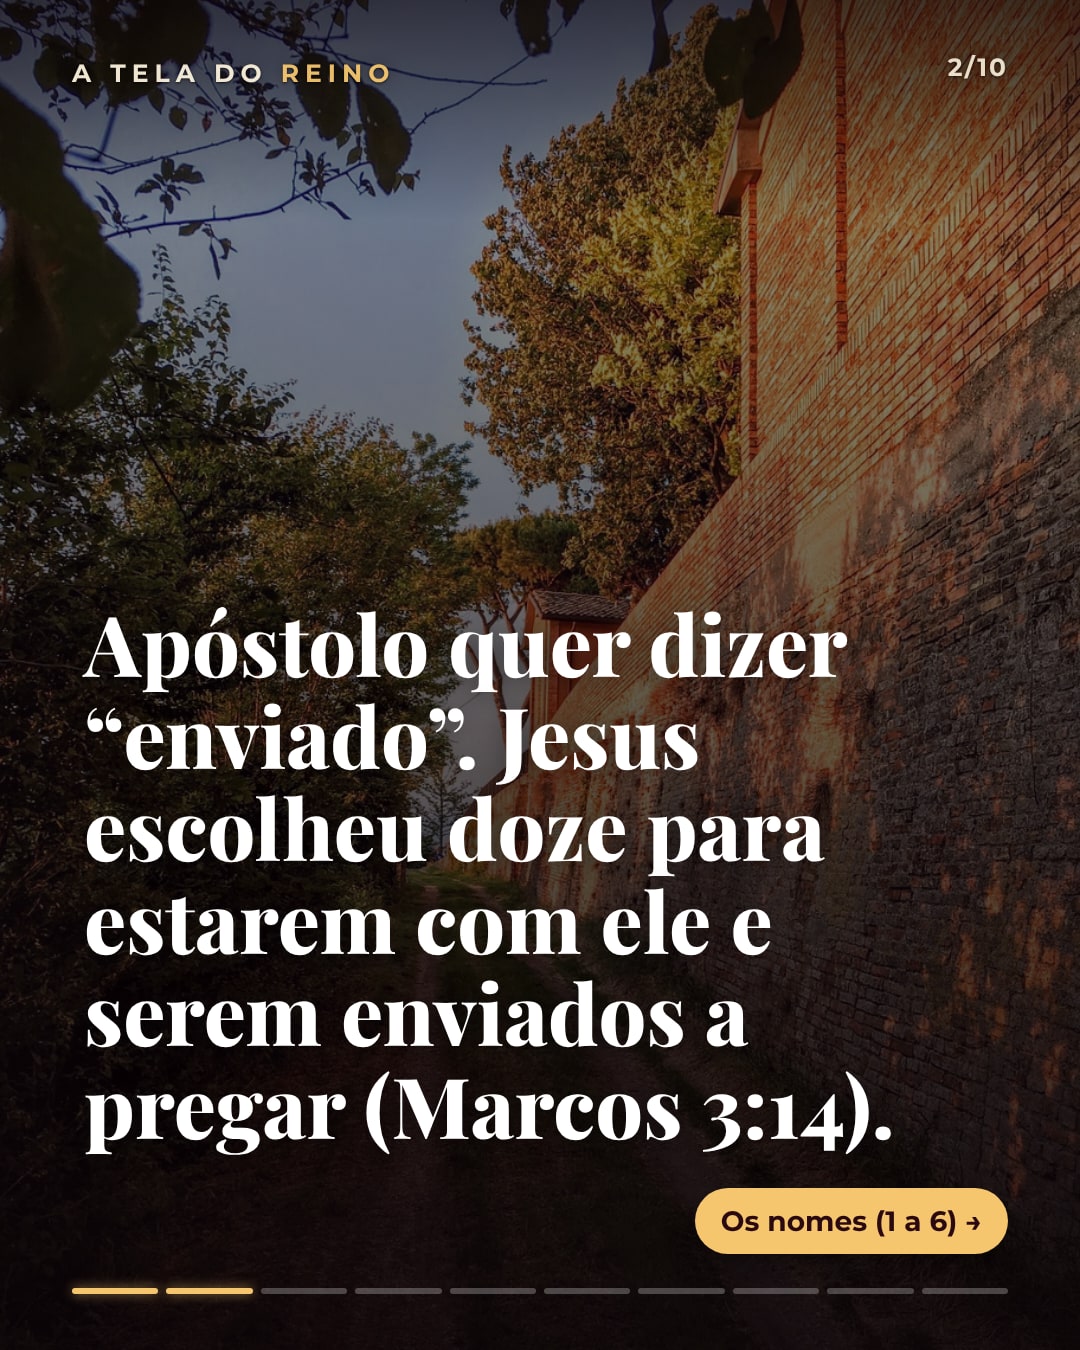 A TELA DO REINO
2/10
Apóstolo quer dizer
“enviado”. Jesus
escolheu doze para
estarem com ele e
serem enviados a
pregar (Marcos 3:14).
Os nomes (1 a 6) →